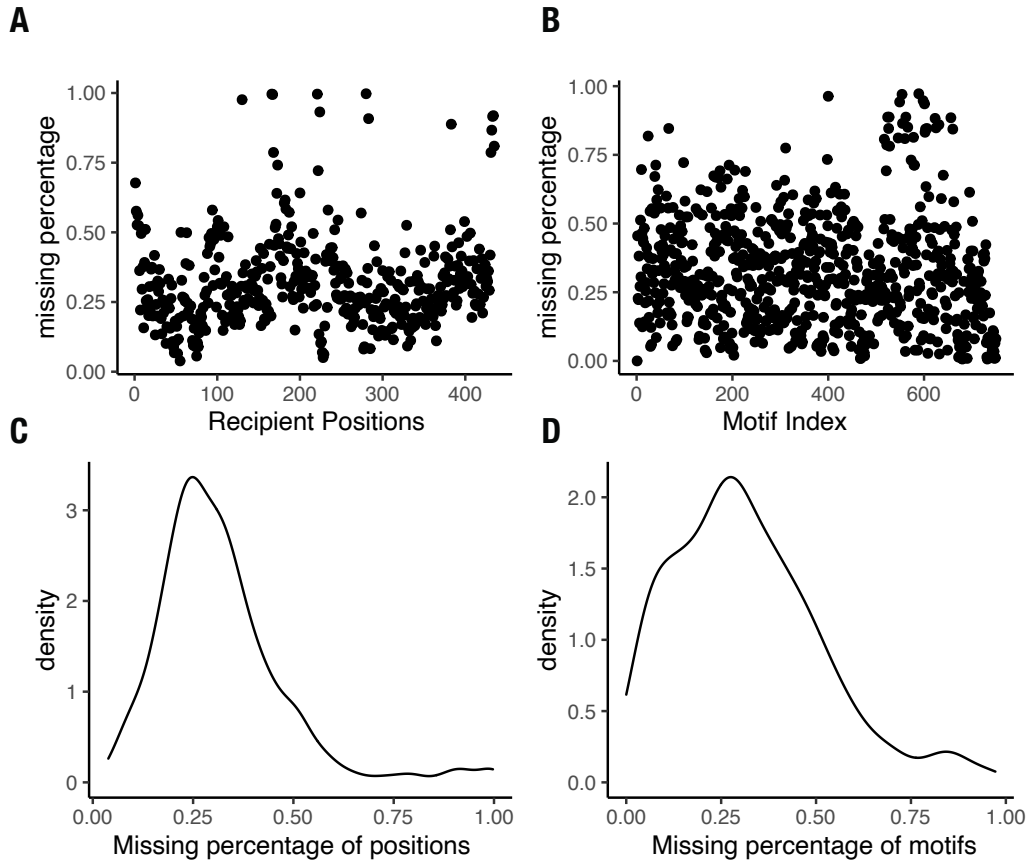 A
missing percentage
1.00
0.75
0.50
0.25
0.00
0 100 200 300 400
Recipient Positions
B
missing percentage
1.00
0.75
0.50
0.25
0.00
0 200 400 600
Motif Index
C
density
3
2
1
0
0.00 0.25 0.50 0.75 1.00
Missing percentage of positions
D
density
2.0
1.5
1.0
0.5
0.0
0.00 0.25 0.50 0.75 1.00
Missing percentage of motifs